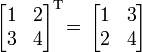 [1 2
3 4]^T = [1 3
2 4]